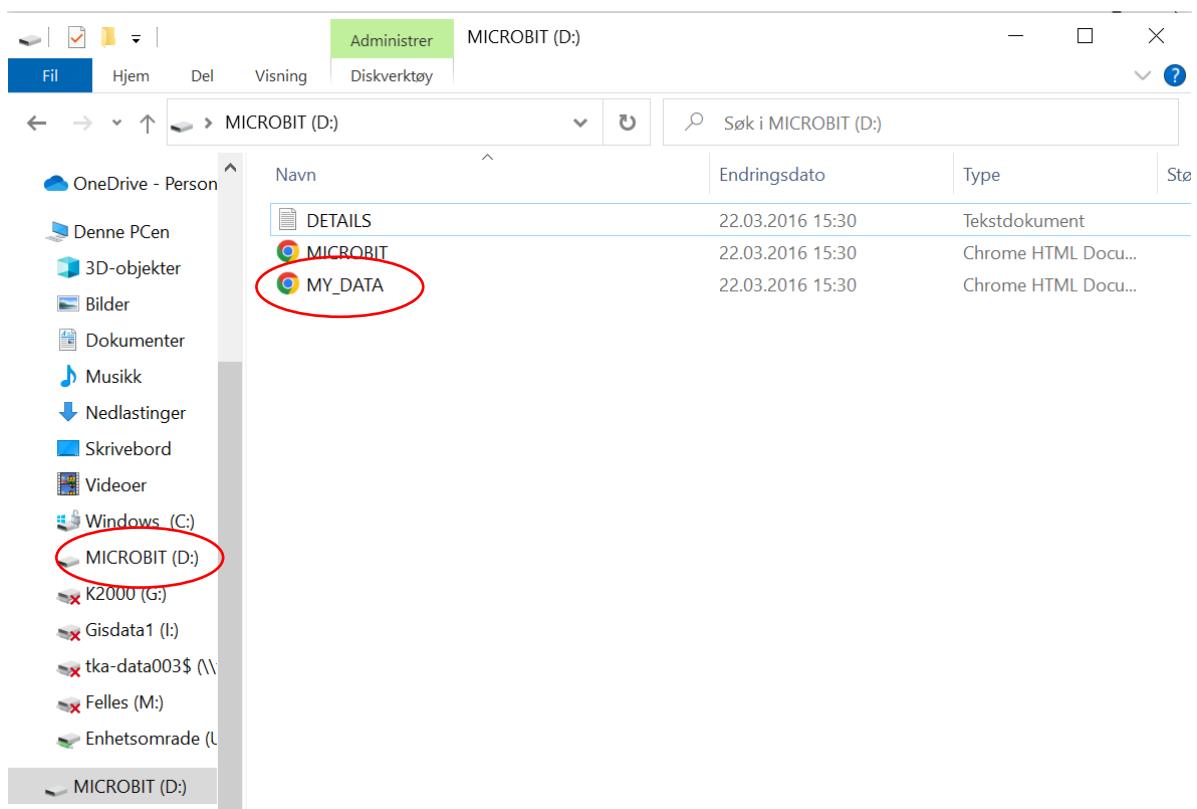 Administrer MICROBIT (D:)
Fil Hjem Del Visning Diskverktøy ?
MICROBIT (D:) Søk i MICROBIT (D:)
Navn Endringsdato Type Stø
DETAILS 22.03.2016 15:30 Tekstdokument
MICROBIT 22.03.2016 15:30 Chrome HTML Docu...
MY_DATA 22.03.2016 15:30 Chrome HTML Docu...
OneDrive - Person
Denne PCen
3D-objekter
Bilder
Dokumenter
Musikk
Nedlastinger
Skrivebord
Videoer
Windows (C:)
MICROBIT (D:)
K2000 (G:)
Gisdata1 (I:)
tka-data003$ (\\
Felles (M:)
Enhetsomrade (U
MICROBIT (D:)